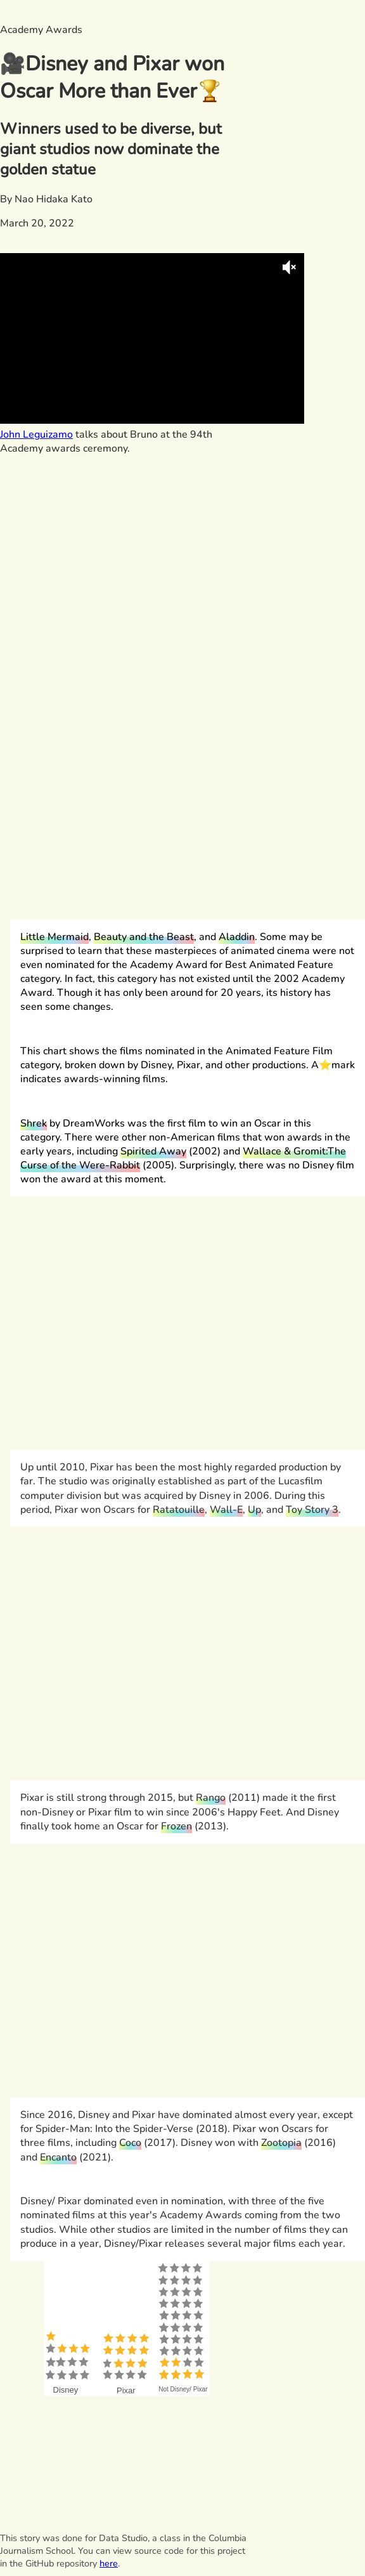 Academy Awards
🎥Disney and Pixar won
Oscar More than Ever🏆
Winners used to be diverse, but
giant studios now dominate the
golden statue
By Nao Hidaka Kato
March 20, 2022
John Leguizamo talks about Bruno at the 94th
Academy awards ceremony.
Little Mermaid, Beauty and the Beast, and Aladdin. Some may be
surprised to learn that these masterpieces of animated cinema were not
even nominated for the Academy Award for Best Animated Feature
category. In fact, this category has not existed until the 2002 Academy
Award. Though it has only been around for 20 years, its history has
seen some changes.
This chart shows the films nominated in the Animated Feature Film
category, broken down by Disney, Pixar, and other productions. A⭐mark
indicates awards-winning films.
Shrek by DreamWorks was the first film to win an Oscar in this
category. There were other non-American films that won awards in the
early years, including Spirited Away (2002) and Wallace & Gromit:The
Curse of the Were-Rabbit (2005). Surprisingly, there was no Disney film
won the award at this moment.
Up until 2010, Pixar has been the most highly regarded production by
far. The studio was originally established as part of the Lucasfilm
computer division but was acquired by Disney in 2006. During this
period, Pixar won Oscars for Ratatouille, Wall-E, Up, and Toy Story 3.
Pixar is still strong through 2015, but Rango (2011) made it the first
non-Disney or Pixar film to win since 2006's Happy Feet. And Disney
finally took home an Oscar for Frozen (2013).
Since 2016, Disney and Pixar have dominated almost every year, except
for Spider-Man: Into the Spider-Verse (2018). Pixar won Oscars for
three films, including Coco (2017). Disney won with Zootopia (2016)
and Encanto (2021).
Disney/ Pixar dominated even in nomination, with three of the five
nominated films at this year's Academy Awards coming from the two
studios. While other studios are limited in the number of films they can
produce in a year, Disney/Pixar releases several major films each year.
Disney Pixar Not Disney/ Pixar
This story was done for Data Studio, a class in the Columbia
Journalism School. You can view source code for this project
in the GitHub repository here.